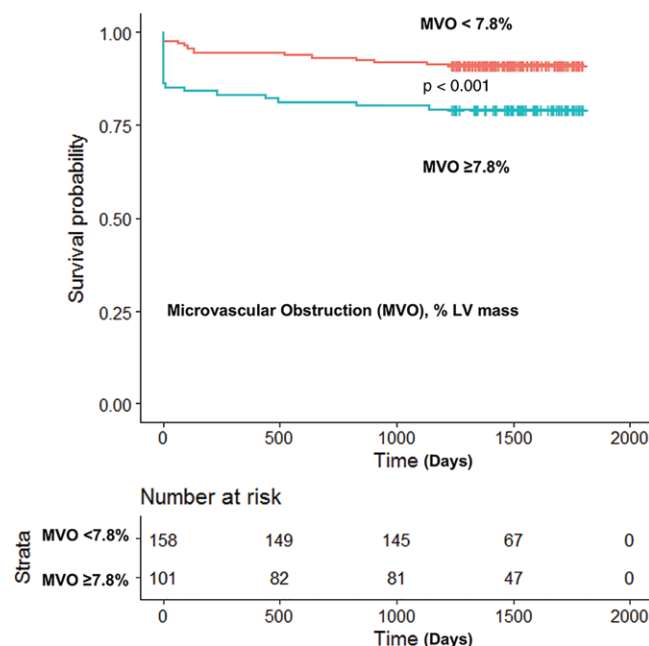 MVO < 7.8%
p < 0.001
MVO ≥7.8%
Microvascular Obstruction (MVO), % LV mass
Survival probability
1.00
0.75
0.50
0.25
0.00
0 500 1000 1500 2000
Time (Days)
Number at risk
Strata
MVO <7.8% 158 149 145 67 0
MVO ≥7.8% 101 82 81 47 0
0 500 1000 1500 2000
Time (Days)